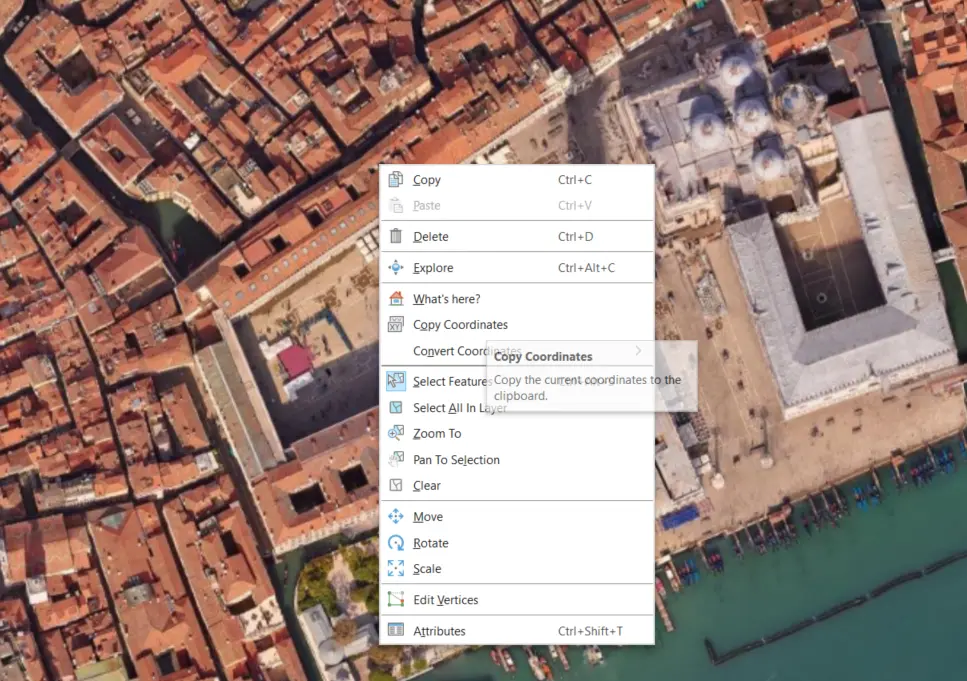 Copy Ctrl+C
Paste Ctrl+V
Delete Ctrl+D
Explore Ctrl+Alt+C
What's here?
Copy Coordinates
Convert Coordinates
Copy Coordinates
Copy the current coordinates to the
clipboard.
Select Features
Select All In Layer
Zoom To
Pan To Selection
Clear
Move
Rotate
Scale
Edit Vertices
Attributes Ctrl+Shift+T